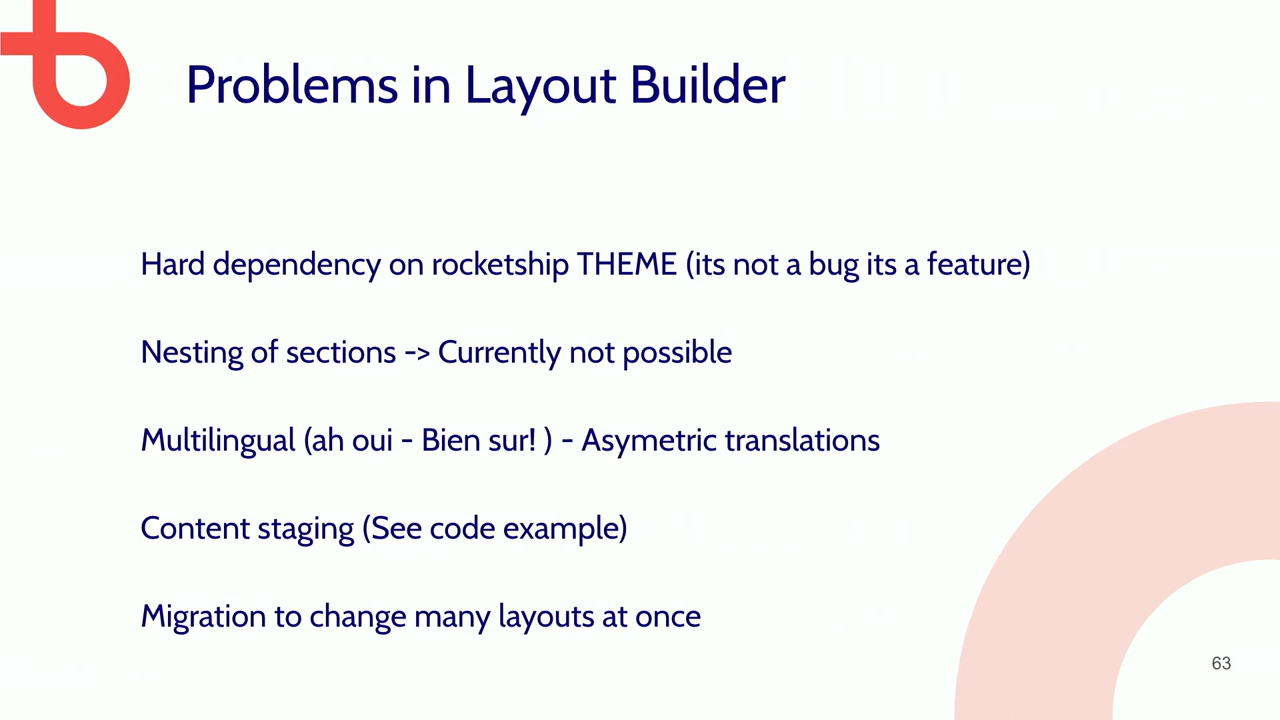 Problems in Layout Builder
Hard dependency on rocketship THEME (its not a bug its a feature)
Nesting of sections -> Currently not possible
Multilingual (ah oui - Bien sur! ) - Asymetric translations
Content staging (See code example)
Migration to change many layouts at once
63